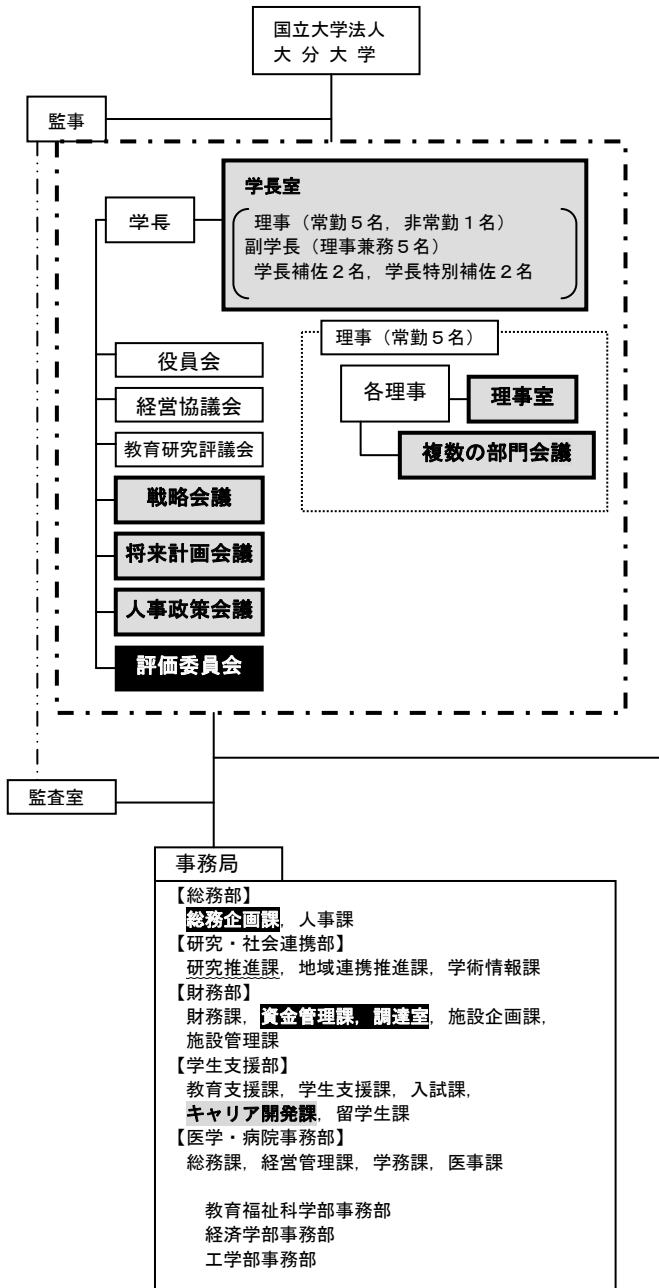 国立大学法人
大 分 大 学
監事
学長室
学長
理事（常勤５名，非常勤１名）
副学長（理事兼務５名）
学長補佐２名，学長特別補佐２名
理事（常勤５名）
役員会
各理事
理事室
経営協議会
教育研究評議会
複数の部門会議
戦略会議
将来計画会議
人事政策会議
評価委員会
監査室
事務局
【総務部】
総務企画課，人事課
【研究・社会連携部】
研究推進課，地域連携推進課，学術情報課
【財務部】
財務課，資金管理課，調達室，施設企画課，
施設管理課
【学生支援部】
教育支援課，学生支援課，入試課，
キャリア開発課，留学生課
【医学・病院事務部】
総務課，経営管理課，学務課，医事課
教育福祉科学部事務部
経済学部事務部
工学部事務部